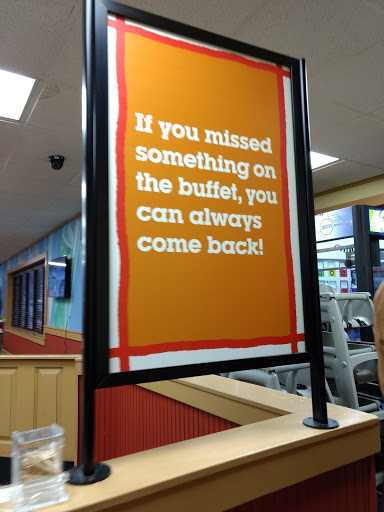 If you missed
something on
the buffet, you
can always
come back!